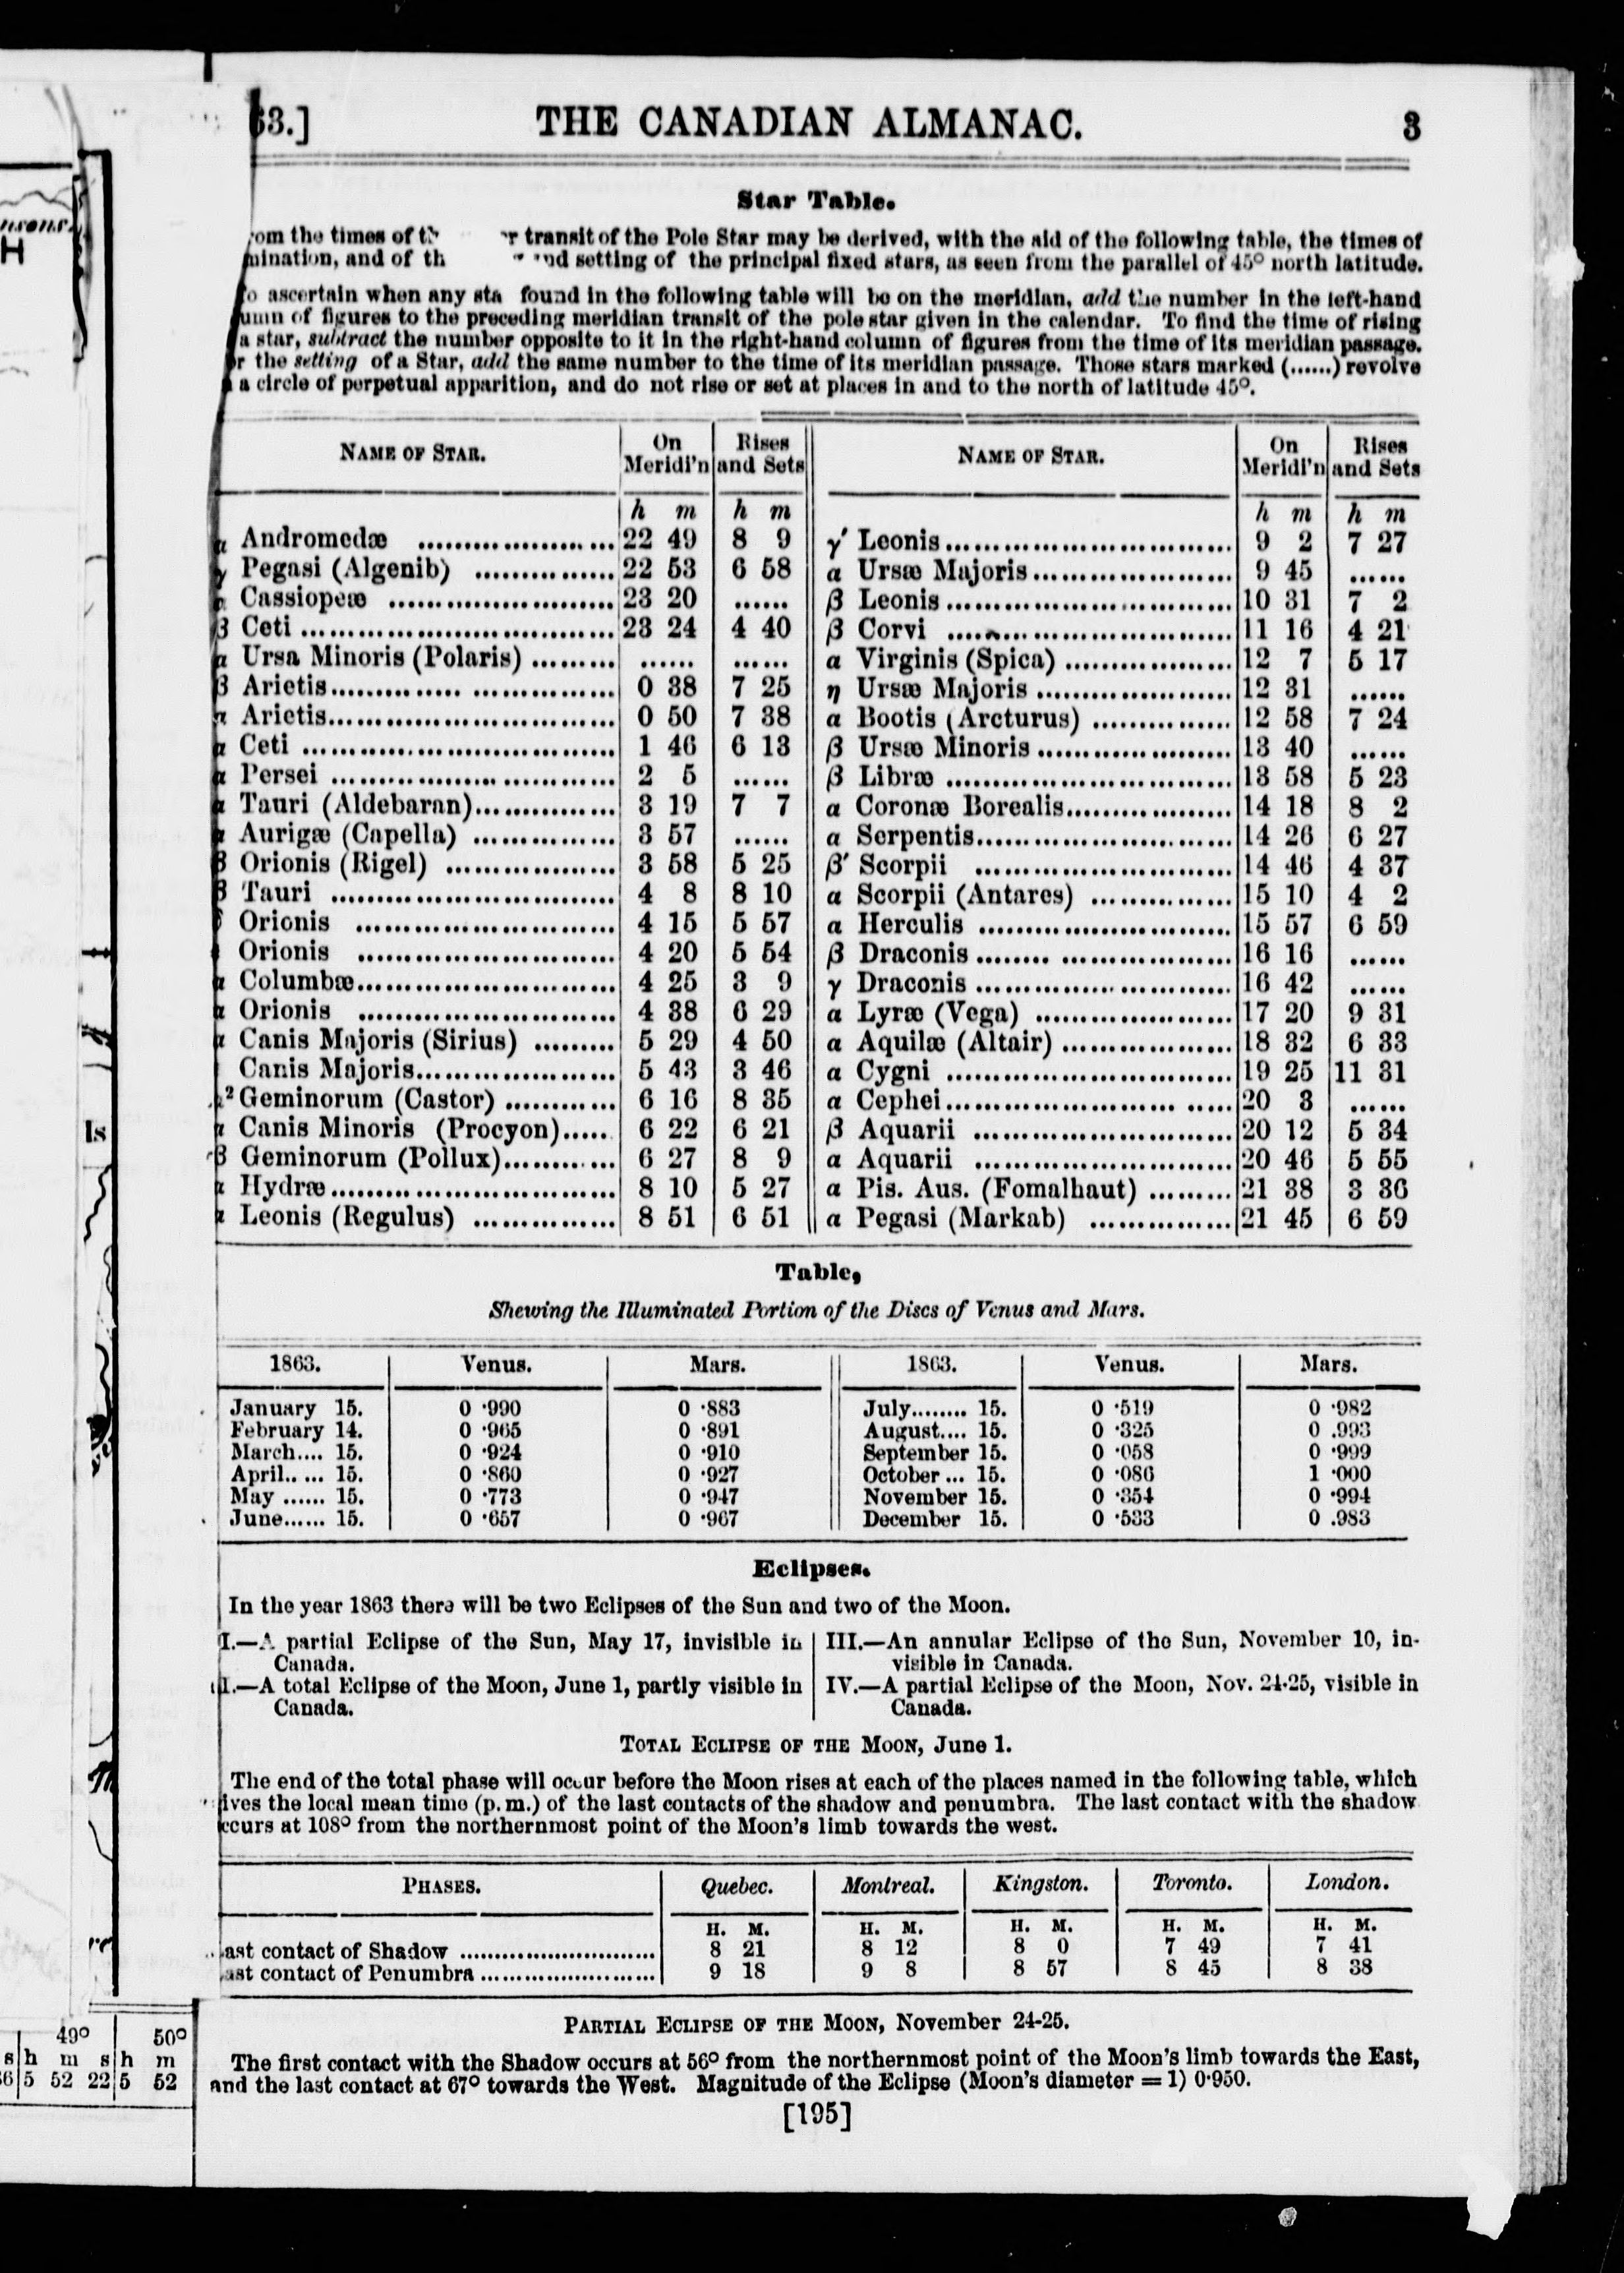 63.] THE CANADIAN ALMANAC. 3
Star Table.
om the times of r transit of the Pole Star may be derived, with the aid of the following table, the times of
mination, and of th nd setting of the principal fixed stars, as seen from the parallel of 45° north latitude.
o ascertain when any sta found in the following table will be on the meridian, add the number in the left-hand
umn of figures to the preceding meridian transit of the pole star given in the calendar. To find the time of rising
a star, subtract the number opposite to it in the right-hand column of figures from the time of its meridian passage.
r the setting of a Star, add the same number to the time of its meridian passage. Those stars marked (......) revolve
a circle of perpetual apparition, and do not rise or set at places in and to the north of latitude 45°.
NAME OF STAR. On Meridi'n Rises and Sets NAME OF STAR. On Meridi'n Rises and Sets
h m h m h m h m
α Andromedæ ..................... 22 49 8 9 γ' Leonis.............................. 9 2 7 27
γ Pegasi (Algenib) ............... 22 53 6 58 α Ursæ Majoris...................... 9 45 ......
α Cassiopeæ ........................ 23 20 ...... β Leonis.............................. 10 31 7 2
β Ceti .................................. 23 24 4 40 β Corvi ................................ 11 16 4 21
α Ursa Minoris (Polaris) ......... ...... ...... α Virginis (Spica) .................. 12 7 5 17
β Arietis............... ............... 0 38 7 25 η Ursæ Majoris ..................... 12 31 ......
α Arietis............................... 0 50 7 38 α Bootis (Arcturus) ............... 12 58 7 24
α Ceti .................................. 1 46 6 13 β Ursæ Minoris ..................... 13 40 ......
α Persei ............................... 2 5 ...... β Libræ ............................... 13 58 5 23
α Tauri (Aldebaran)............... 3 19 7 7 α Coronæ Borealis.................. 14 18 8 2
α Aurigæ (Capella) ............... 3 57 ...... α Serpentis............................ 14 26 6 27
β Orionis (Rigel) .................. 3 58 5 25 β' Scorpii ............................ 14 46 4 37
β Tauri ............................... 4 8 8 10 α Scorpii (Antares) ............... 15 10 4 2
Orionis ............................ 4 15 5 57 α Herculis ........................... 15 57 6 59
Orionis ............................ 4 20 5 54 β Draconis........ .................. 16 16 ......
α Columbæ............................ 4 25 3 9 γ Draconis ............................ 16 42 ......
α Orionis ............................ 4 38 6 29 α Lyræ (Vega) ..................... 17 20 9 31
α Canis Majoris (Sirius) ......... 5 29 4 50 α Aquilæ (Altair) .................. 18 32 6 33
Canis Majoris...................... 5 43 3 46 α Cygni ............................... 19 25 11 31
α² Geminorum (Castor) ............ 6 16 8 35 α Cephei......................... ..... 20 3 ......
α Canis Minoris (Procyon)..... 6 22 6 21 β Aquarii ............................ 20 12 5 34
β Geminorum (Pollux)............ 6 27 8 9 α Aquarii ............................ 20 46 5 55
α Hydræ............................... 8 10 5 27 α Pis. Aus. (Fomalhaut) ......... 21 38 3 36
α Leonis (Regulus) ............... 8 51 6 51 α Pegasi (Markab) ............... 21 45 6 59
Table,
Shewing the Illuminated Portion of the Discs of Venus and Mars.
1863. Venus. Mars. 1863. Venus. Mars.
January 15. 0 ·990 0 ·883 July........ 15. 0 ·519 0 ·982
February 14. 0 ·965 0 ·891 August.... 15. 0 ·325 0 .993
March.... 15. 0 ·924 0 ·910 September 15. 0 ·058 0 ·999
April.. ... 15. 0 ·860 0 ·927 October ... 15. 0 ·086 1 ·000
May ...... 15. 0 ·773 0 ·947 November 15. 0 ·354 0 ·994
June...... 15. 0 ·657 0 ·967 December 15. 0 ·533 0 .983
Eclipses.
In the year 1863 there will be two Eclipses of the Sun and two of the Moon.
I.—A partial Eclipse of the Sun, May 17, invisible in
Canada.
II.—A total Eclipse of the Moon, June 1, partly visible in
Canada.
III.—An annular Eclipse of the Sun, November 10, in-
visible in Canada.
IV.—A partial Eclipse of the Moon, Nov. 24-25, visible in
Canada.
TOTAL ECLIPSE OF THE MOON, June 1.
The end of the total phase will occur before the Moon rises at each of the places named in the following table, which
ives the local mean time (p.m.) of the last contacts of the shadow and penumbra. The last contact with the shadow
ccurs at 108° from the northernmost point of the Moon's limb towards the west.
PHASES. Quebec. Montreal. Kingston. Toronto. London.
H. M. H. M. H. M. H. M. H. M.
ast contact of Shadow ........................... 8 21 8 12 8 0 7 49 7 41
ast contact of Penumbra ........................ 9 18 9 8 8 57 8 45 8 38
PARTIAL ECLIPSE OF THE MOON, November 24-25.
The first contact with the Shadow occurs at 56° from the northernmost point of the Moon's limb towards the East,
and the last contact at 67° towards the West. Magnitude of the Eclipse (Moon's diameter = 1) 0·950.
[195]
nsons.
H
Is
49° 50°
s h m s h m
36 5 52 22 5 52